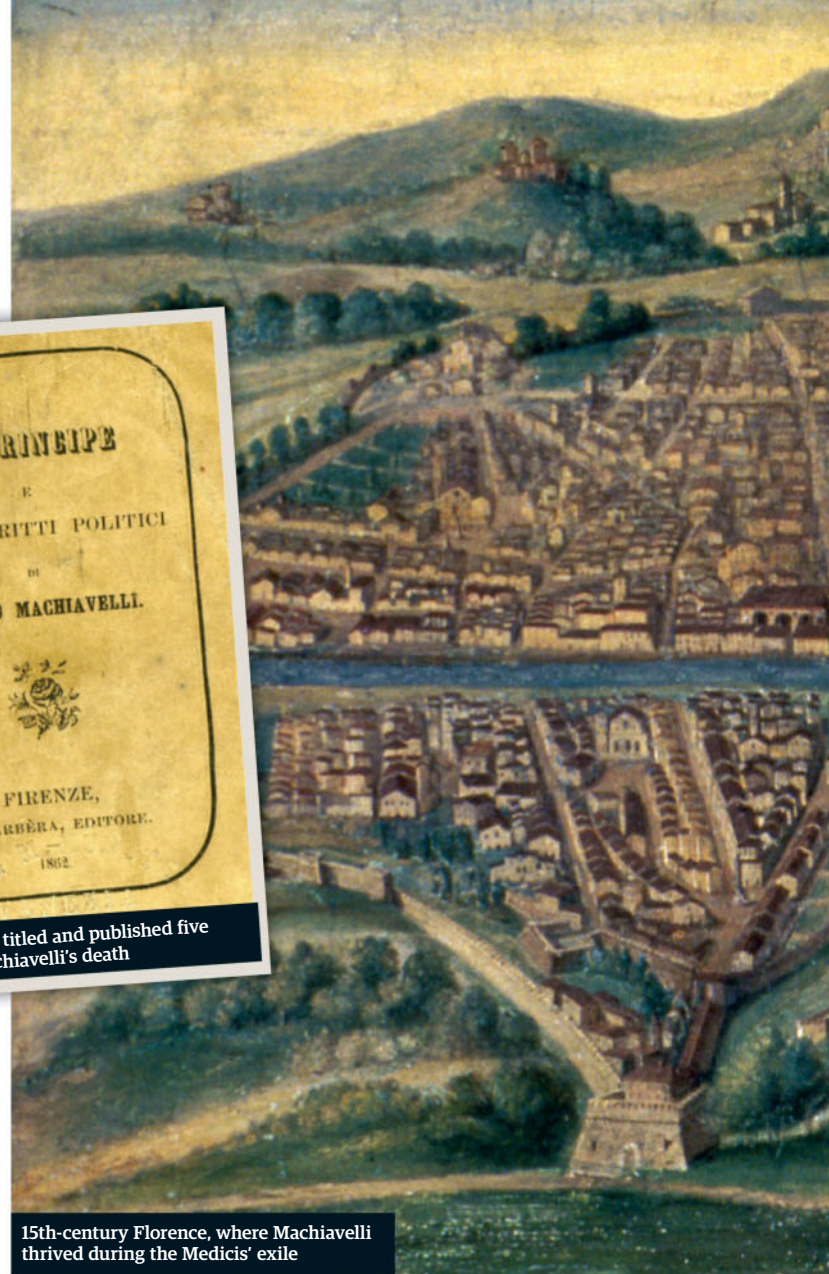 RINCIPE
E
RITTI POLITICI
DI
MACHIAVELLI.
FIRENZE,
RBÈRA, EDITORE.
1862.
titled and published five
chiavelli's death
15th-century Florence, where Machiavelli
thrived during the Medicis' exile